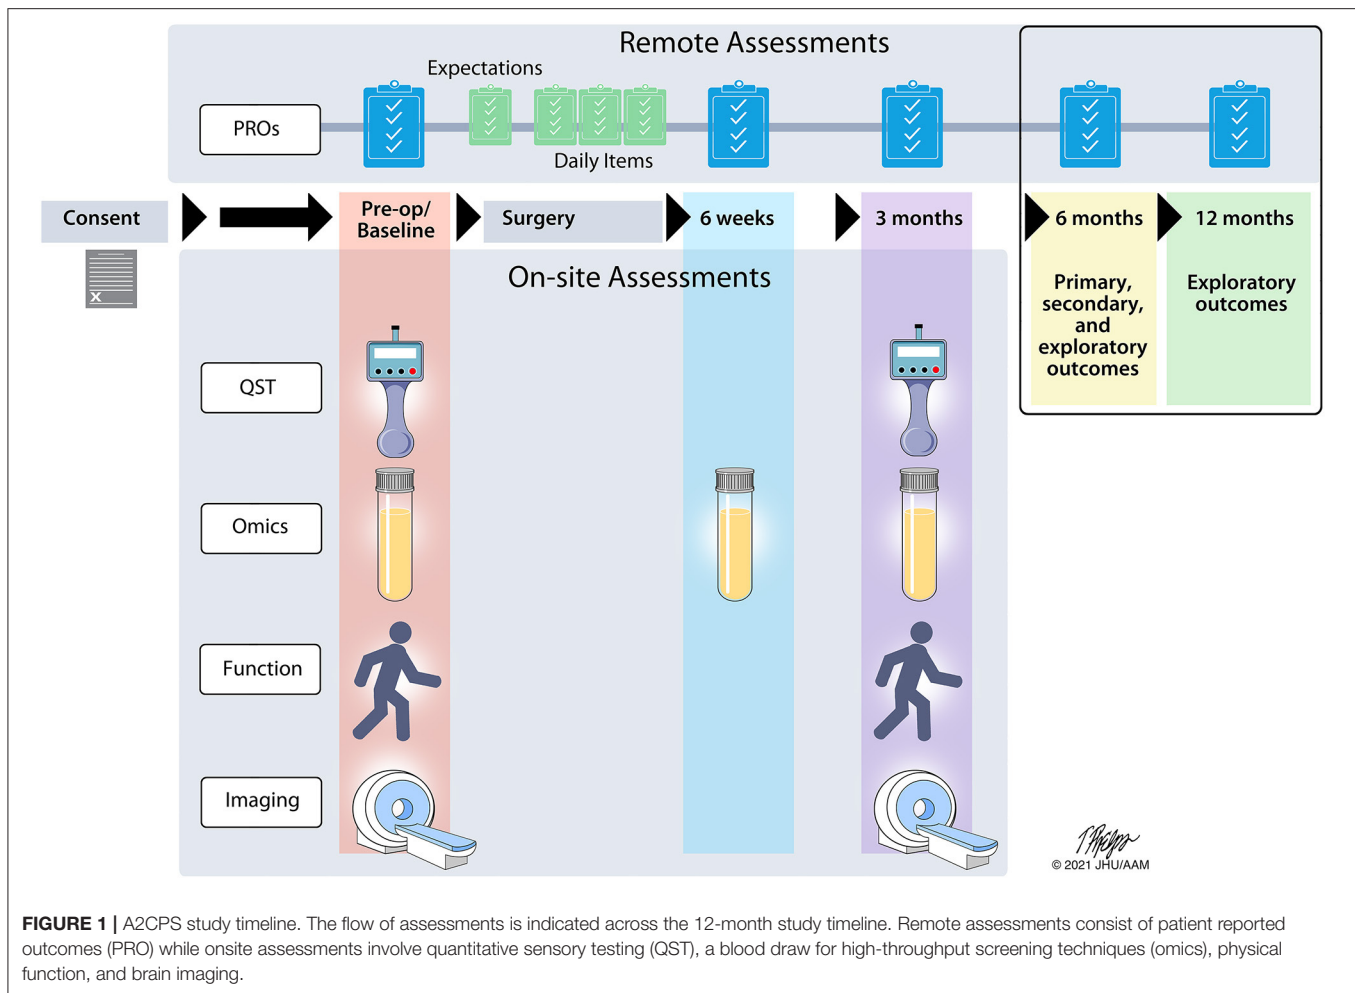 Remote Assessments
Expectations
PROs
Daily Items
Consent
Pre-op/
Baseline
Surgery
6 weeks
3 months
6 months
12 months
X
On-site Assessments
Primary,
secondary,
and
exploratory
outcomes
Exploratory
outcomes
QST
Omics
Function
Imaging
© 2021 JHU/AAM
FIGURE 1 | A2CPS study timeline. The flow of assessments is indicated across the 12-month study timeline. Remote assessments consist of patient reported
outcomes (PRO) while onsite assessments involve quantitative sensory testing (QST), a blood draw for high-throughput screening techniques (omics), physical
function, and brain imaging.